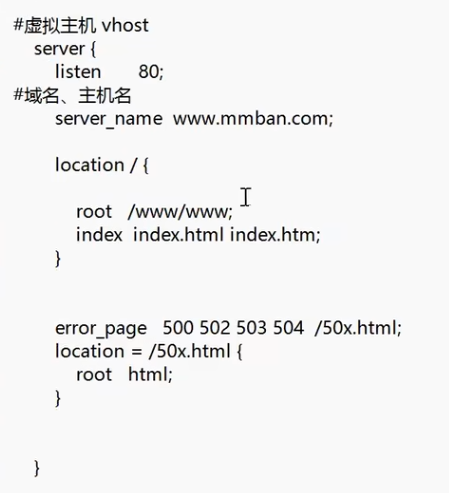 #虚拟主机 vhost
server {
listen 80;
#域名、主机名
server_name www.mmban.com;
location / {
root /www/www;
index index.html index.htm;
}
error_page 500 502 503 504 /50x.html;
location = /50x.html {
root html;
}
}